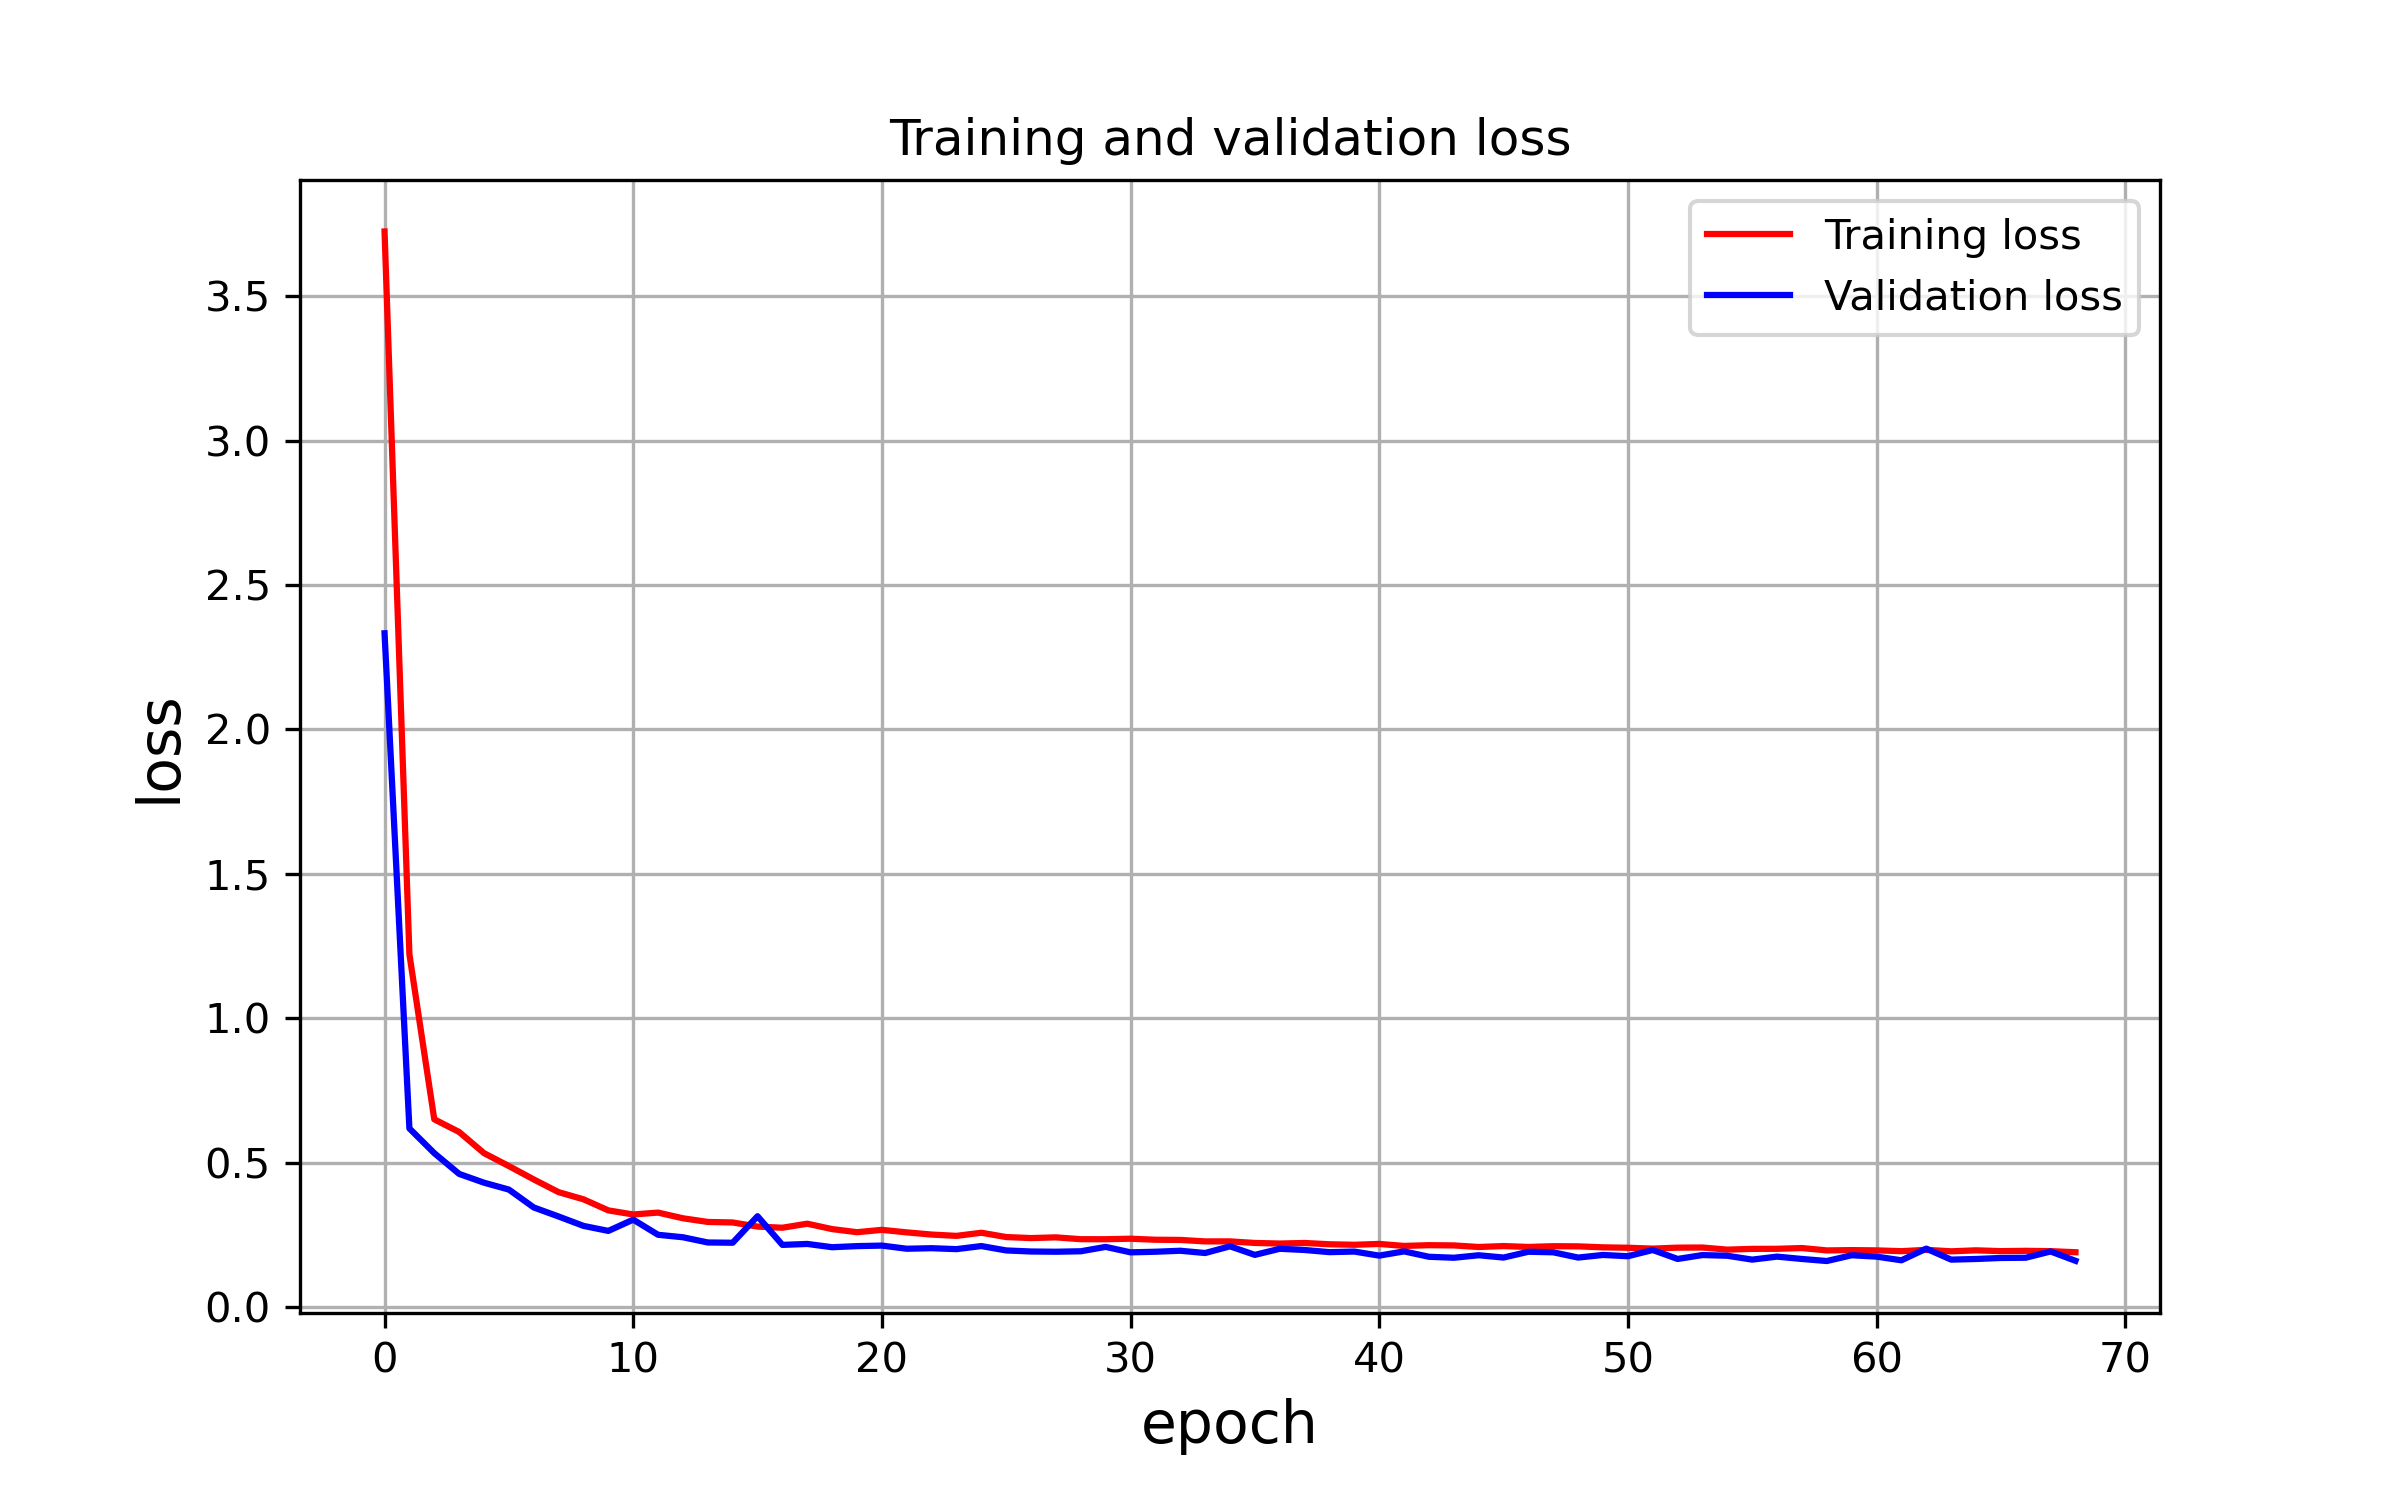 Training and validation loss
Training loss
Validation loss
3.5
3.0
2.5
2.0
1.5
1.0
0.5
0.0
loss
0 10 20 30 40 50 60 70
epoch